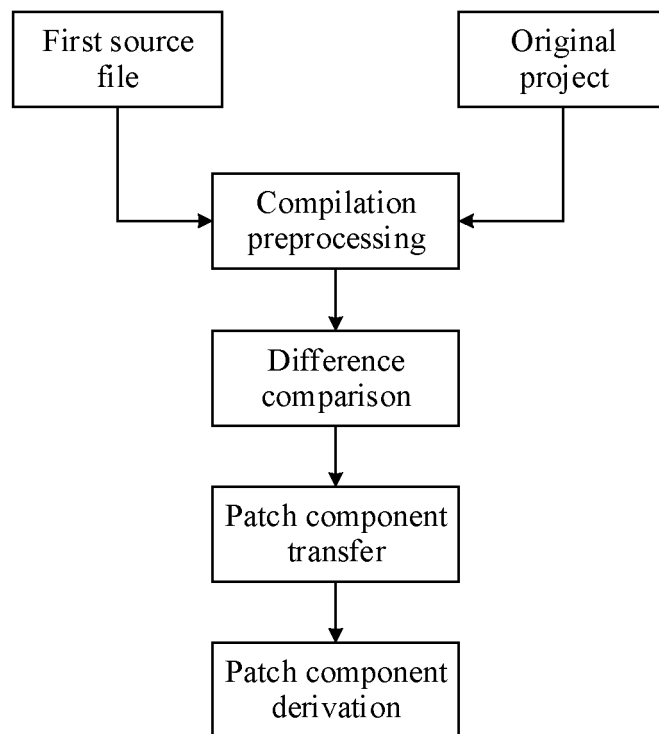 First source
file
Original
project
Compilation
preprocessing
Difference
comparison
Patch component
transfer
Patch component
derivation